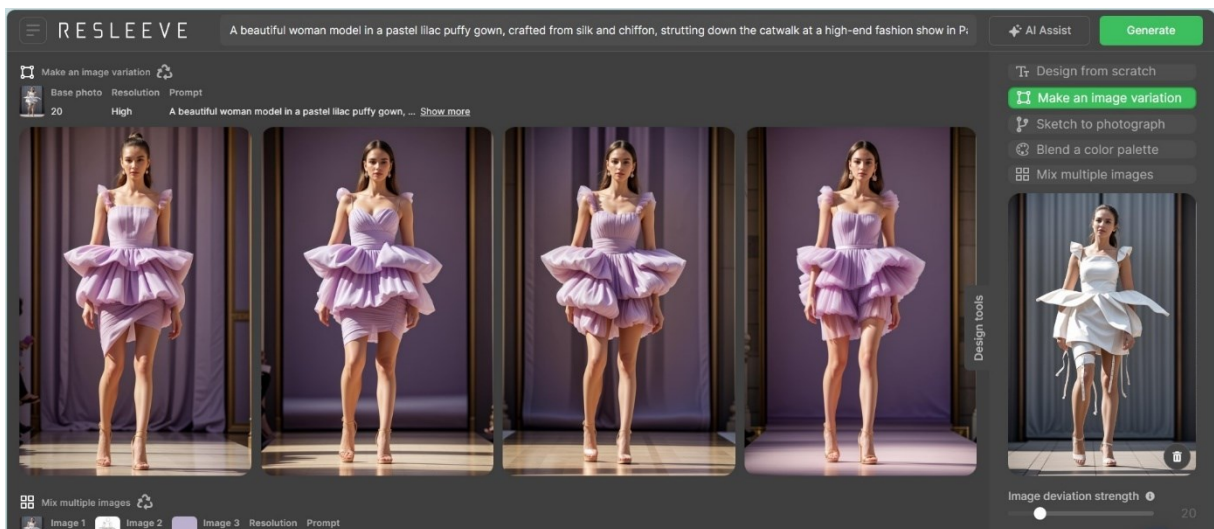 RESLEEVE
A beautiful woman model in a pastel lilac puffy gown, crafted from silk and chiffon, strutting down the catwalk at a high-end fashion show in
AI Assist
Generate
Make an image variation
Base photo Resolution Prompt
20 High A beautiful woman model in a pastel lilac puffy gown, ... Show more
Design tools
Tт Design from scratch
Make an image variation
Sketch to photograph
Blend a color palette
Mix multiple images
Image deviation strength
20
Mix multiple images
Image 1 Image 2 Image 3 Resolution Prompt